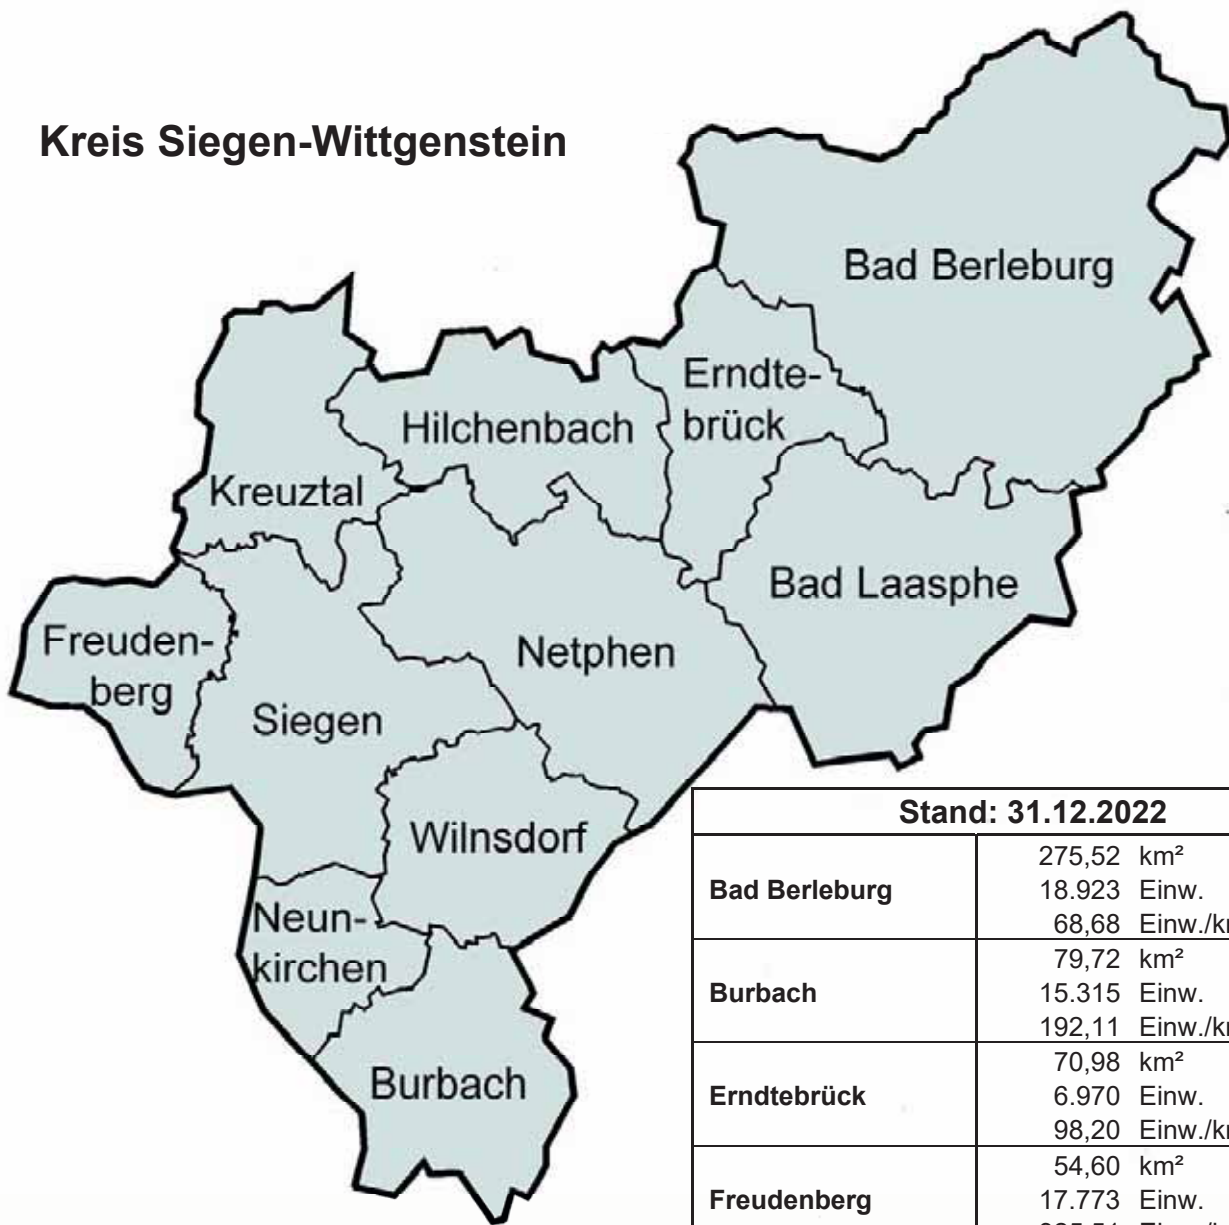 Kreis Siegen-Wittgenstein
Bad Berleburg
Erndte-
brück
Hilchenbach
Kreuztal
Bad Laasphe
Freuden-
berg
Netphen
Siegen
Wilnsdorf
Neun-
kirchen
Burbach
Stand: 31.12.2022
Bad Berleburg
275,52 km²
18.923 Einw.
68,68 Einw./k
Burbach
79,72 km²
15.315 Einw.
192,11 Einw./k
Erndtebrück
70,98 km²
6.970 Einw.
98,20 Einw./k
Freudenberg
54,60 km²
17.773 Einw.